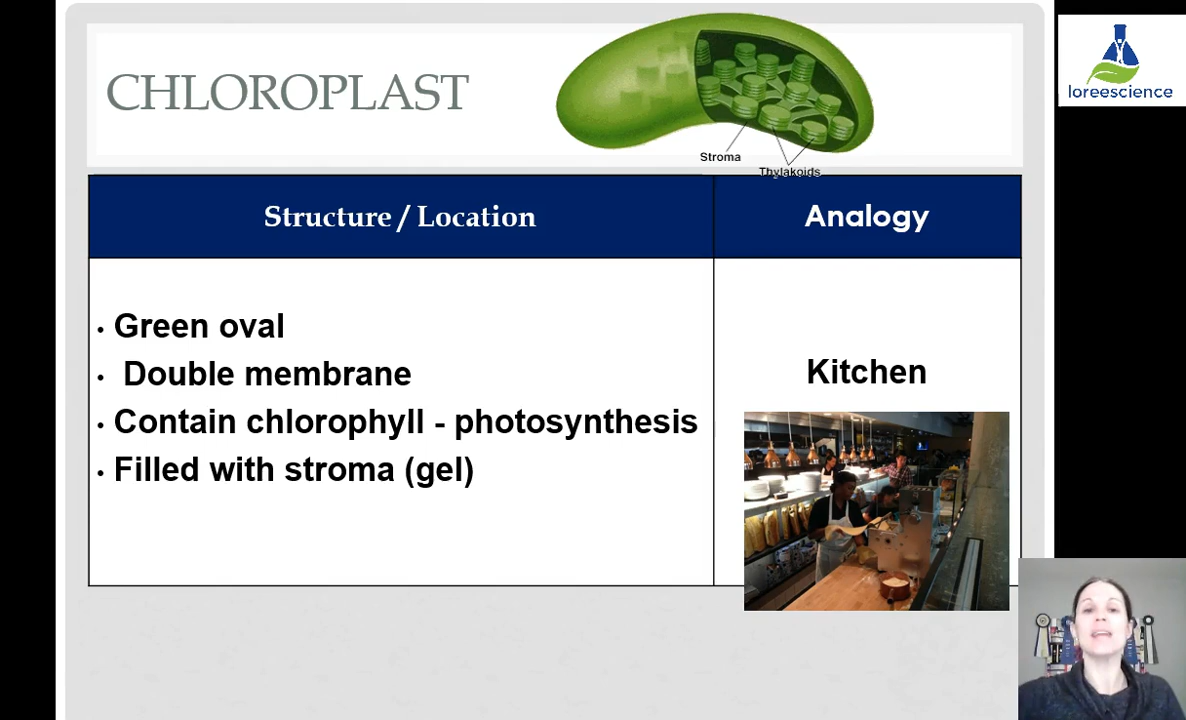 CHLOROPLAST
Stroma
Thylakoids
loreescience
Structure / Location
Analogy
• Green oval
• Double membrane
• Contain chlorophyll - photosynthesis
• Filled with stroma (gel)
Kitchen